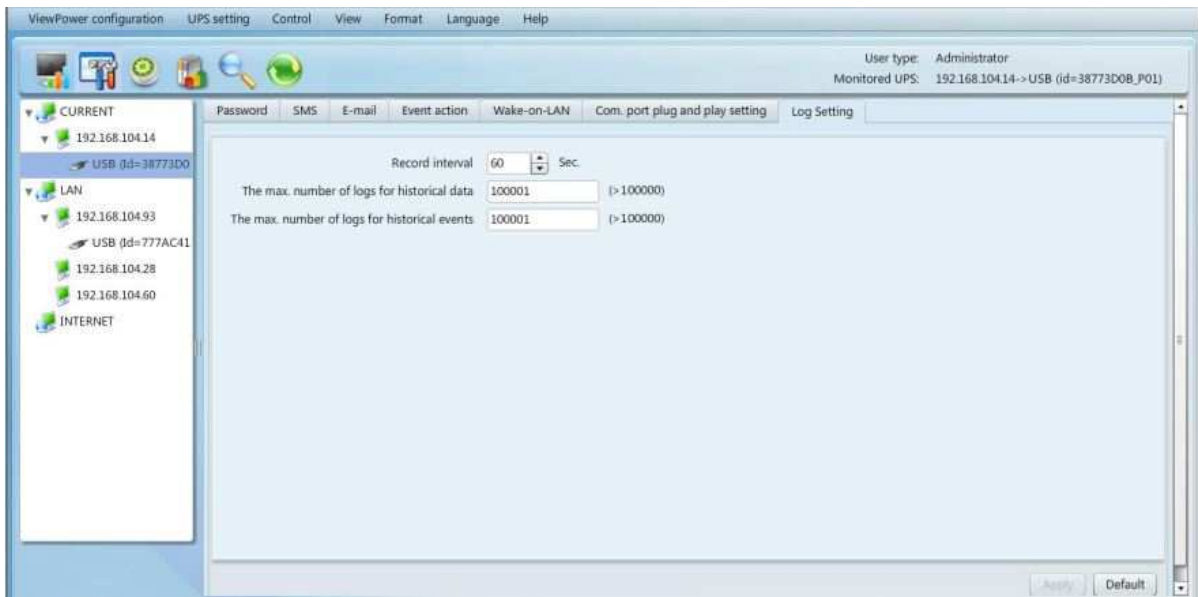 ViewPower configuration UPS setting Control View Format Language Help
User type: Administrator
Monitored UPS: 192.168.104.14->USB (id=38773D0B_P01)
CURRENT
192.168.104.14
USB (Id=38773D0
LAN
192.168.104.93
USB (Id=777AC41
192.168.104.28
192.168.104.60
INTERNET
Password SMS E-mail Event action Wake-on-LAN Com. port plug and play setting Log Setting
Record interval 60 Sec.
The max. number of logs for historical data 100001 (>100000)
The max. number of logs for historical events 100001 (>100000)
Apply Default